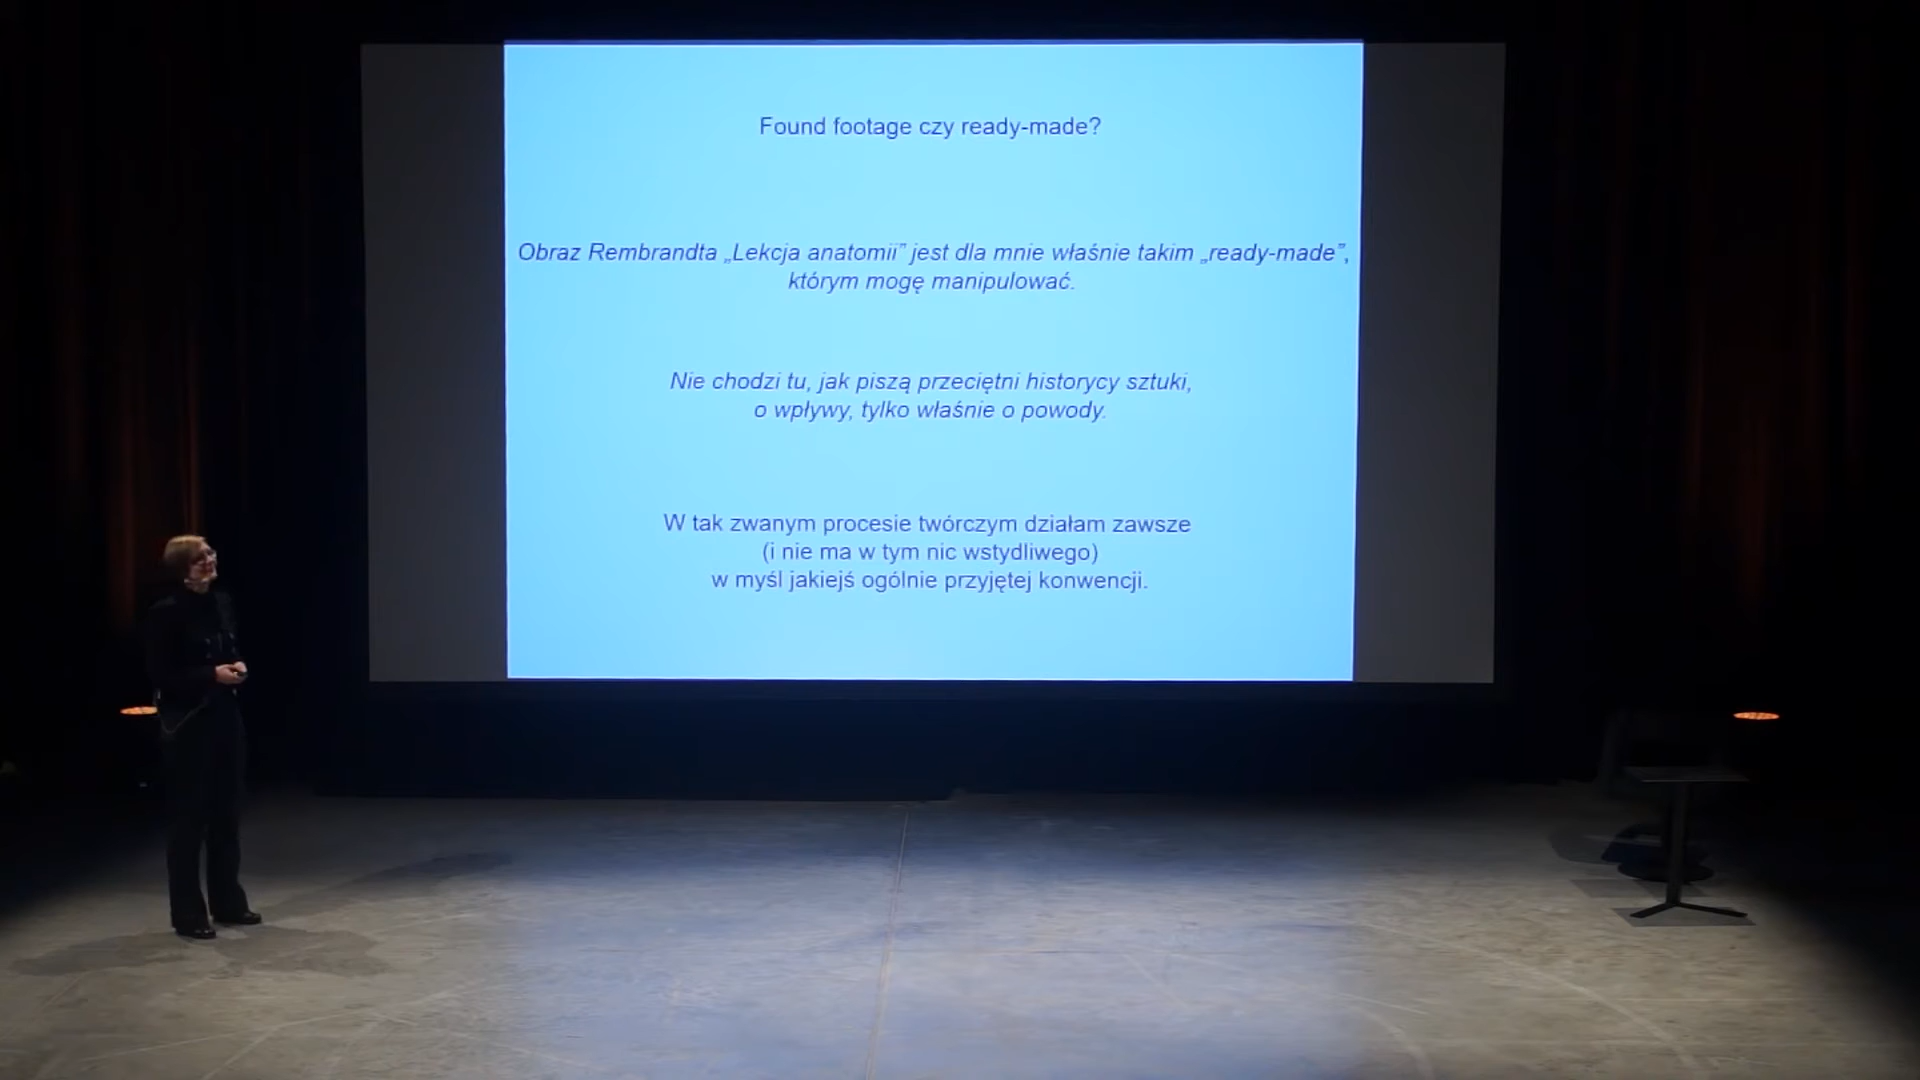 Found footage czy ready-made?
Obraz Rembrandta „Lekcja anatomii” jest dla mnie właśnie takim „ready-made”,
którym mogę manipulować.
Nie chodzi tu, jak piszą przeciętni historycy sztuki,
o wpływy, tylko właśnie o powody.
W tak zwanym procesie twórczym działam zawsze
(i nie ma w tym nic wstydliwego)
w myśl jakiejś ogólnie przyjętej konwencji.